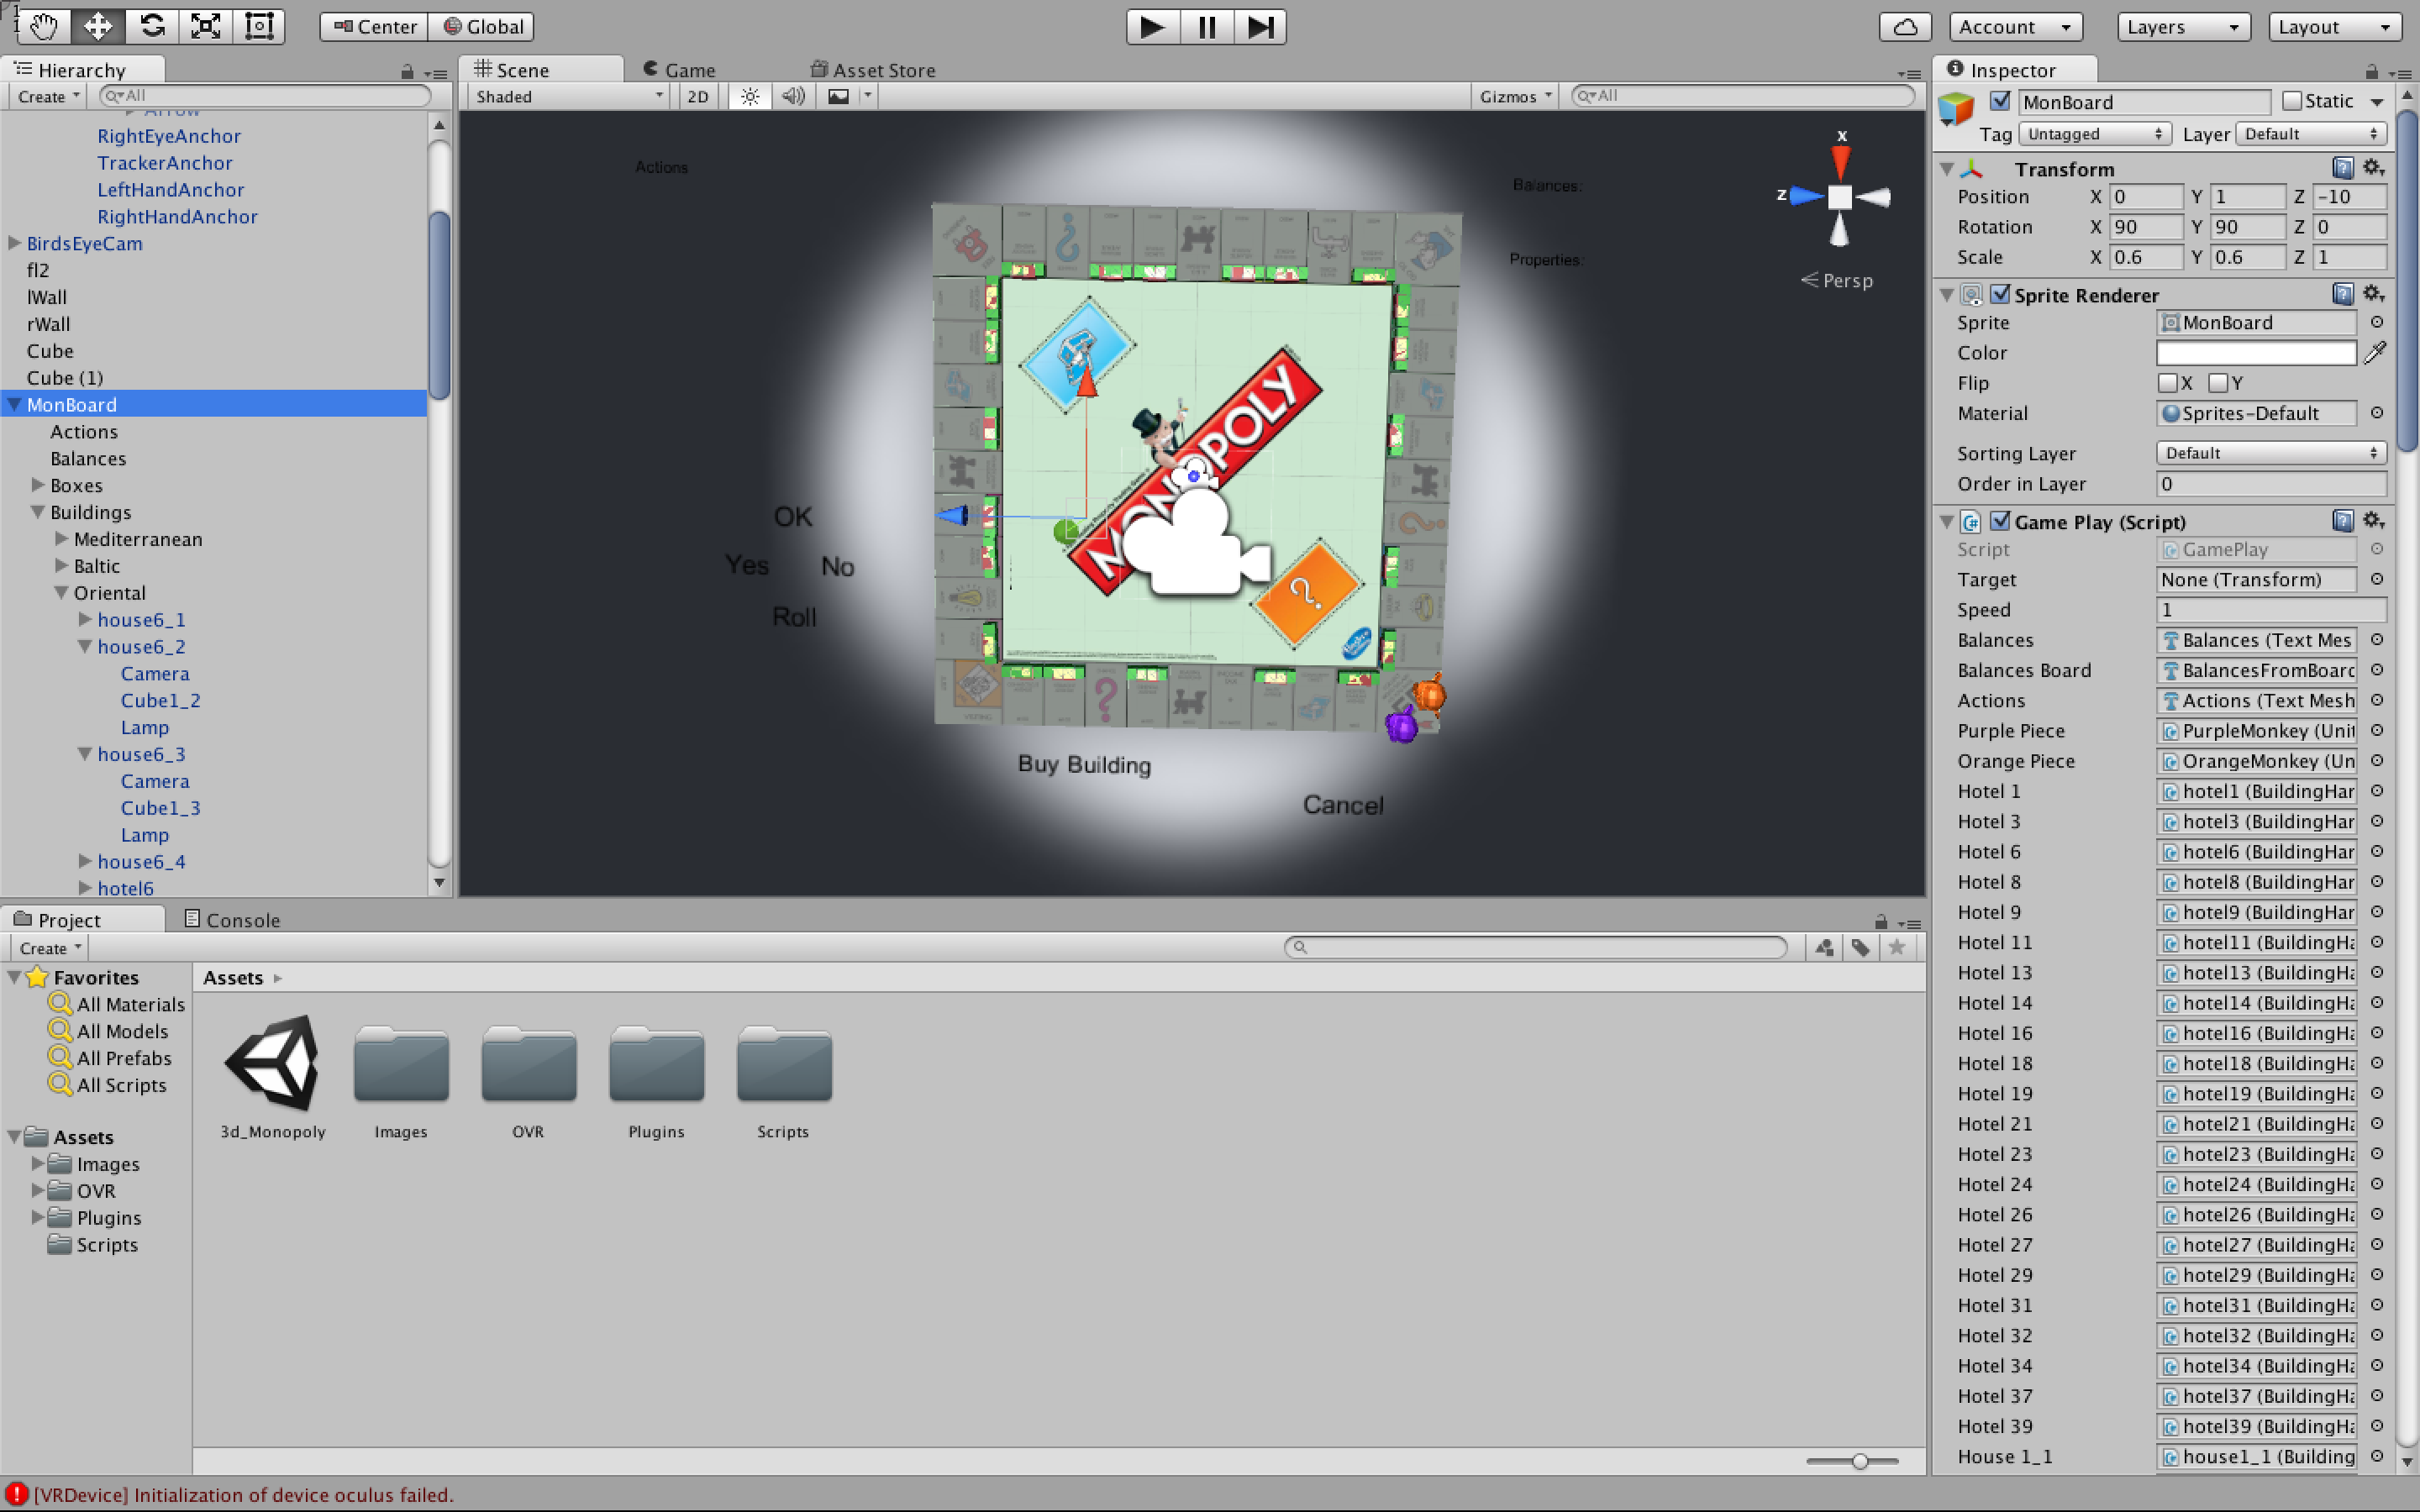 Center
Global
Account
Layers
Layout
Hierarchy
Create
All
Arrow
RightEyeAnchor
TrackerAnchor
LeftHandAnchor
RightHandAnchor
BirdsEyeCam
fl2
lWall
rWall
Cube
Cube (1)
MonBoard
Actions
Balances
Boxes
Buildings
Mediterranean
Baltic
Oriental
house6_1
house6_2
Camera
Cube1_2
Lamp
house6_3
Camera
Cube1_3
Lamp
house6_4
hotel6
Scene
Game
Asset Store
Shaded
2D
Gizmos
All
Actions
Balances:
Properties:
x
z
Persp
OK
Yes No
Roll
MONOPOLY
Buy Building
Cancel
Inspector
MonBoard
Static
Tag Untagged Layer Default
Transform
Position X 0 Y 1 Z -10
Rotation X 90 Y 90 Z 0
Scale X 0.6 Y 0.6 Z 1
Sprite Renderer
Sprite MonBoard
Color
Flip X Y
Material Sprites-Default
Sorting Layer Default
Order in Layer 0
Game Play (Script)
Script GamePlay
Target None (Transform)
Speed 1
Balances Balances (Text Mes
Balances Board BalancesFromBoarc
Actions Actions (Text Mesh
Purple Piece PurpleMonkey (Unit
Orange Piece OrangeMonkey (Un
Hotel 1 hotel1 (BuildingHar
Hotel 3 hotel3 (BuildingHar
Hotel 6 hotel6 (BuildingHar
Hotel 8 hotel8 (BuildingHar
Hotel 9 hotel9 (BuildingHar
Hotel 11 hotel11 (BuildingHa
Hotel 13 hotel13 (BuildingHa
Hotel 14 hotel14 (BuildingHa
Hotel 16 hotel16 (BuildingHa
Hotel 18 hotel18 (BuildingHa
Hotel 19 hotel19 (BuildingHa
Hotel 21 hotel21 (BuildingHa
Hotel 23 hotel23 (BuildingHa
Hotel 24 hotel24 (BuildingHa
Hotel 26 hotel26 (BuildingHa
Hotel 27 hotel27 (BuildingHa
Hotel 29 hotel29 (BuildingHa
Hotel 31 hotel31 (BuildingHa
Hotel 32 hotel32 (BuildingHa
Hotel 34 hotel34 (BuildingHa
Hotel 37 hotel37 (BuildingHa
Hotel 39 hotel39 (BuildingHa
House 1_1 house1_1 (Building
Project
Console
Create
Favorites
All Materials
All Models
All Prefabs
All Scripts
Assets
Images
OVR
Plugins
Scripts
Assets
3d_Monopoly
Images
OVR
Plugins
Scripts
[VRDevice] Initialization of device oculus failed.